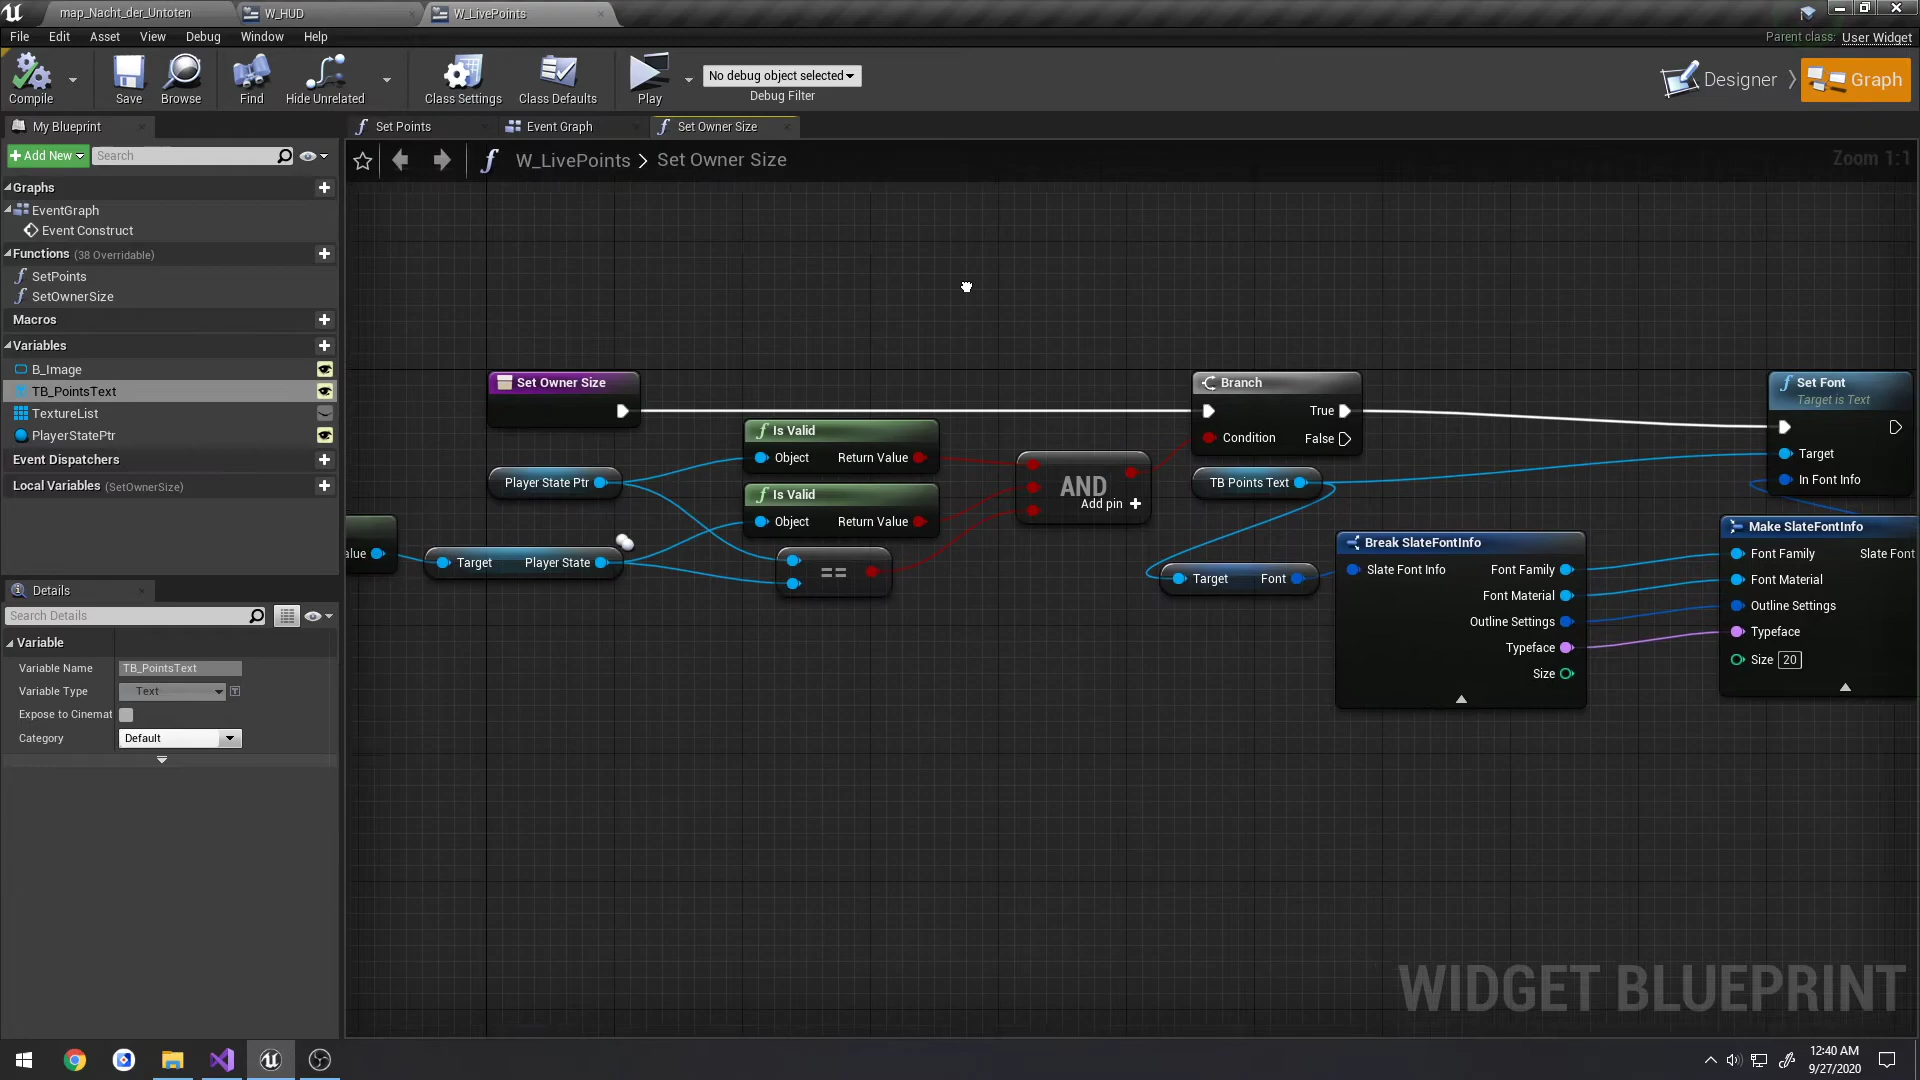 map_Nacht_der_Untoten
W_HUD
W_LivePoints
File Edit Asset View Debug Window Help
Parent class: User Widget
Compile
Save
Browse
Find
Hide Unrelated
Class Settings
Class Defaults
Play
No debug object selected
Debug Filter
Designer
Graph
My Blueprint
Add New
Search
Graphs
EventGraph
Event Construct
Functions (38 Overridable)
SetPoints
SetOwnerSize
Macros
Variables
B_Image
TB_PointsText
TextureList
PlayerStatePtr
Event Dispatchers
Local Variables (SetOwnerSize)
Details
Search Details
Variable
Variable Name TB_PointsText
Variable Type Text
Expose to Cinemat
Category Default
Set Points
Event Graph
Set Owner Size
W_LivePoints > Set Owner Size
Zoom 1:1
Set Owner Size
Is Valid
Object Return Value
Player State Ptr
Is Valid
Object Return Value
alue
Target Player State
==
AND
Add pin +
Branch
True
Condition False
TB Points Text
Target Font
Break SlateFontInfo
Slate Font Info Font Family
Font Material
Outline Settings
Typeface
Size
Set Font
Target is Text
Target
In Font Info
Make SlateFontInfo
Font Family Slate Font
Font Material
Outline Settings
Typeface
Size 20
WIDGET BLUEPRINT
12:40 AM
9/27/2020